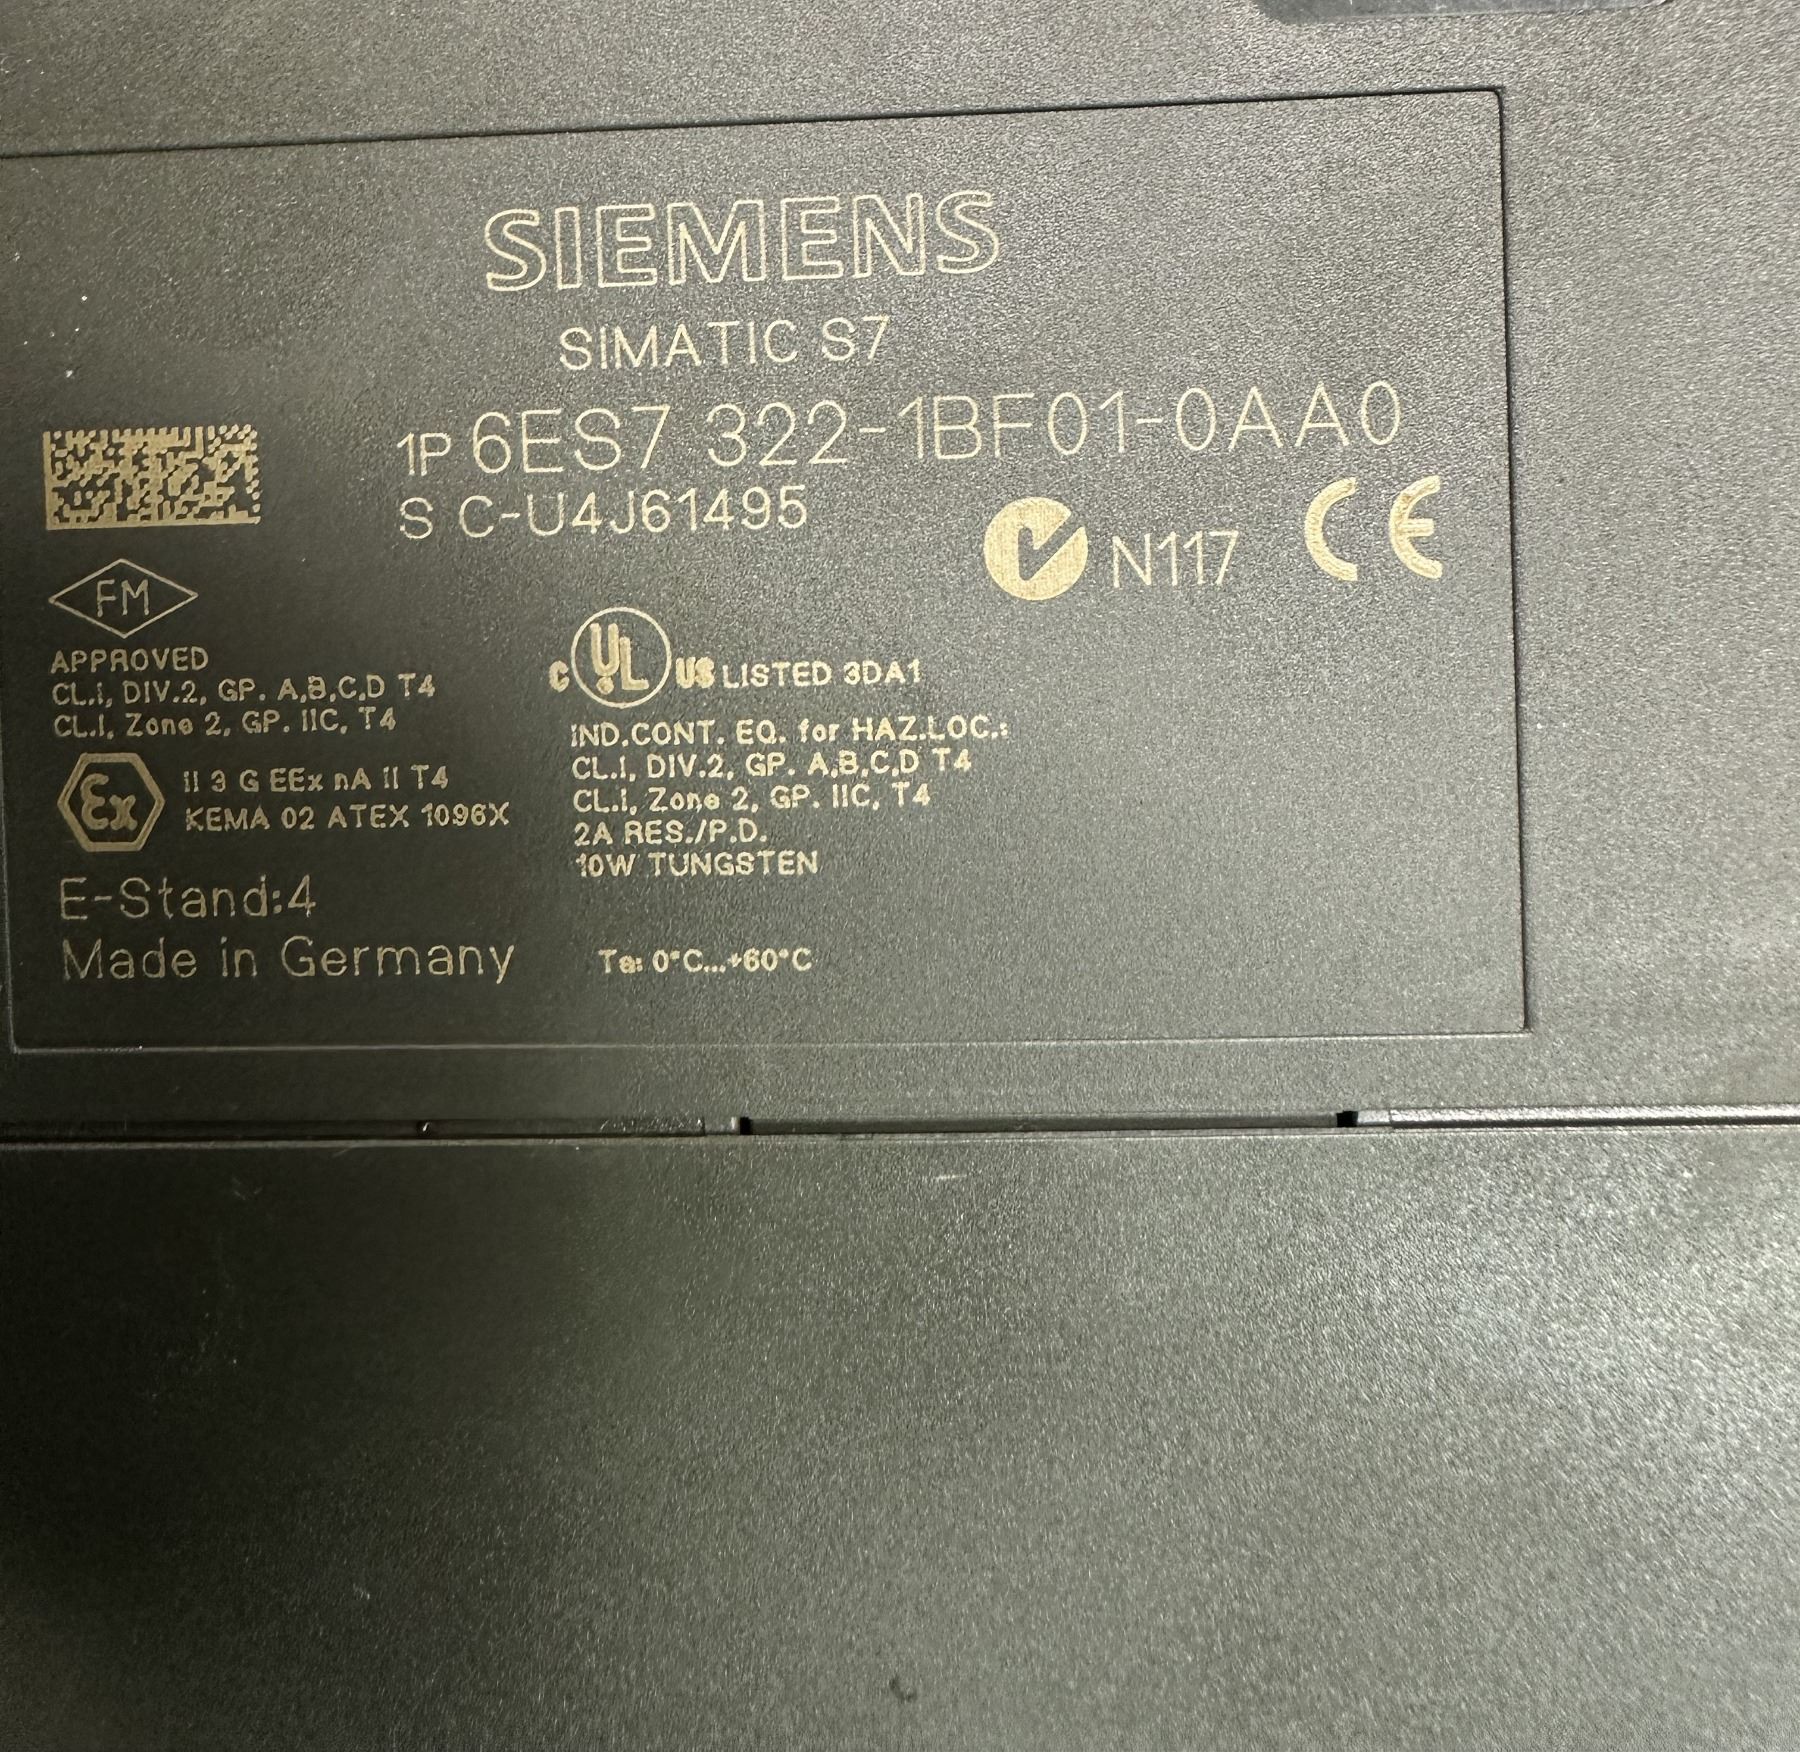 SIEMENS
SIMATIC S7
1P 6ES7 322-1BF01-0AA0
S C-U4J61495
N117 CE
FM
APPROVED
CL.I, DIV.2, GP. A,B,C,D T4
CL.I, Zone 2, GP. IIC, T4
Ex II 3 G EEx nA II T4
KEMA 02 ATEX 1096X
E-Stand:4
Made in Germany
c UL US LISTED 3DA1
IND.CONT. EQ. for HAZ.LOC.:
CL.I, DIV.2, GP. A,B,C,D T4
CL.I, Zone 2, GP. IIC, T4
2A RES./P.D.
10W TUNGSTEN
Ta: 0°C...+60°C